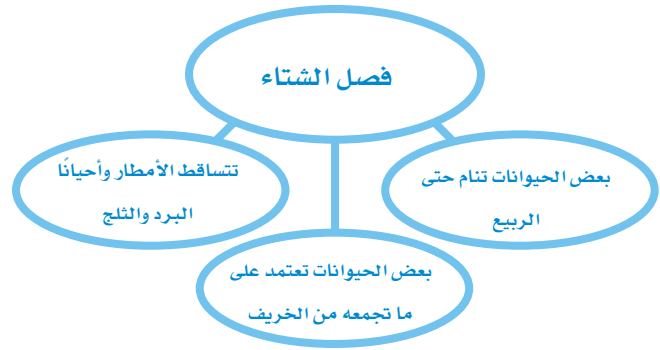 فصل الشتاء
بعض الحيوانات تنام حتى
الربيع
بعض الحيوانات تعتمد على
ما تجمعه من الخريف
تتساقط الأمطار وأحيانًا
البرد والثلج